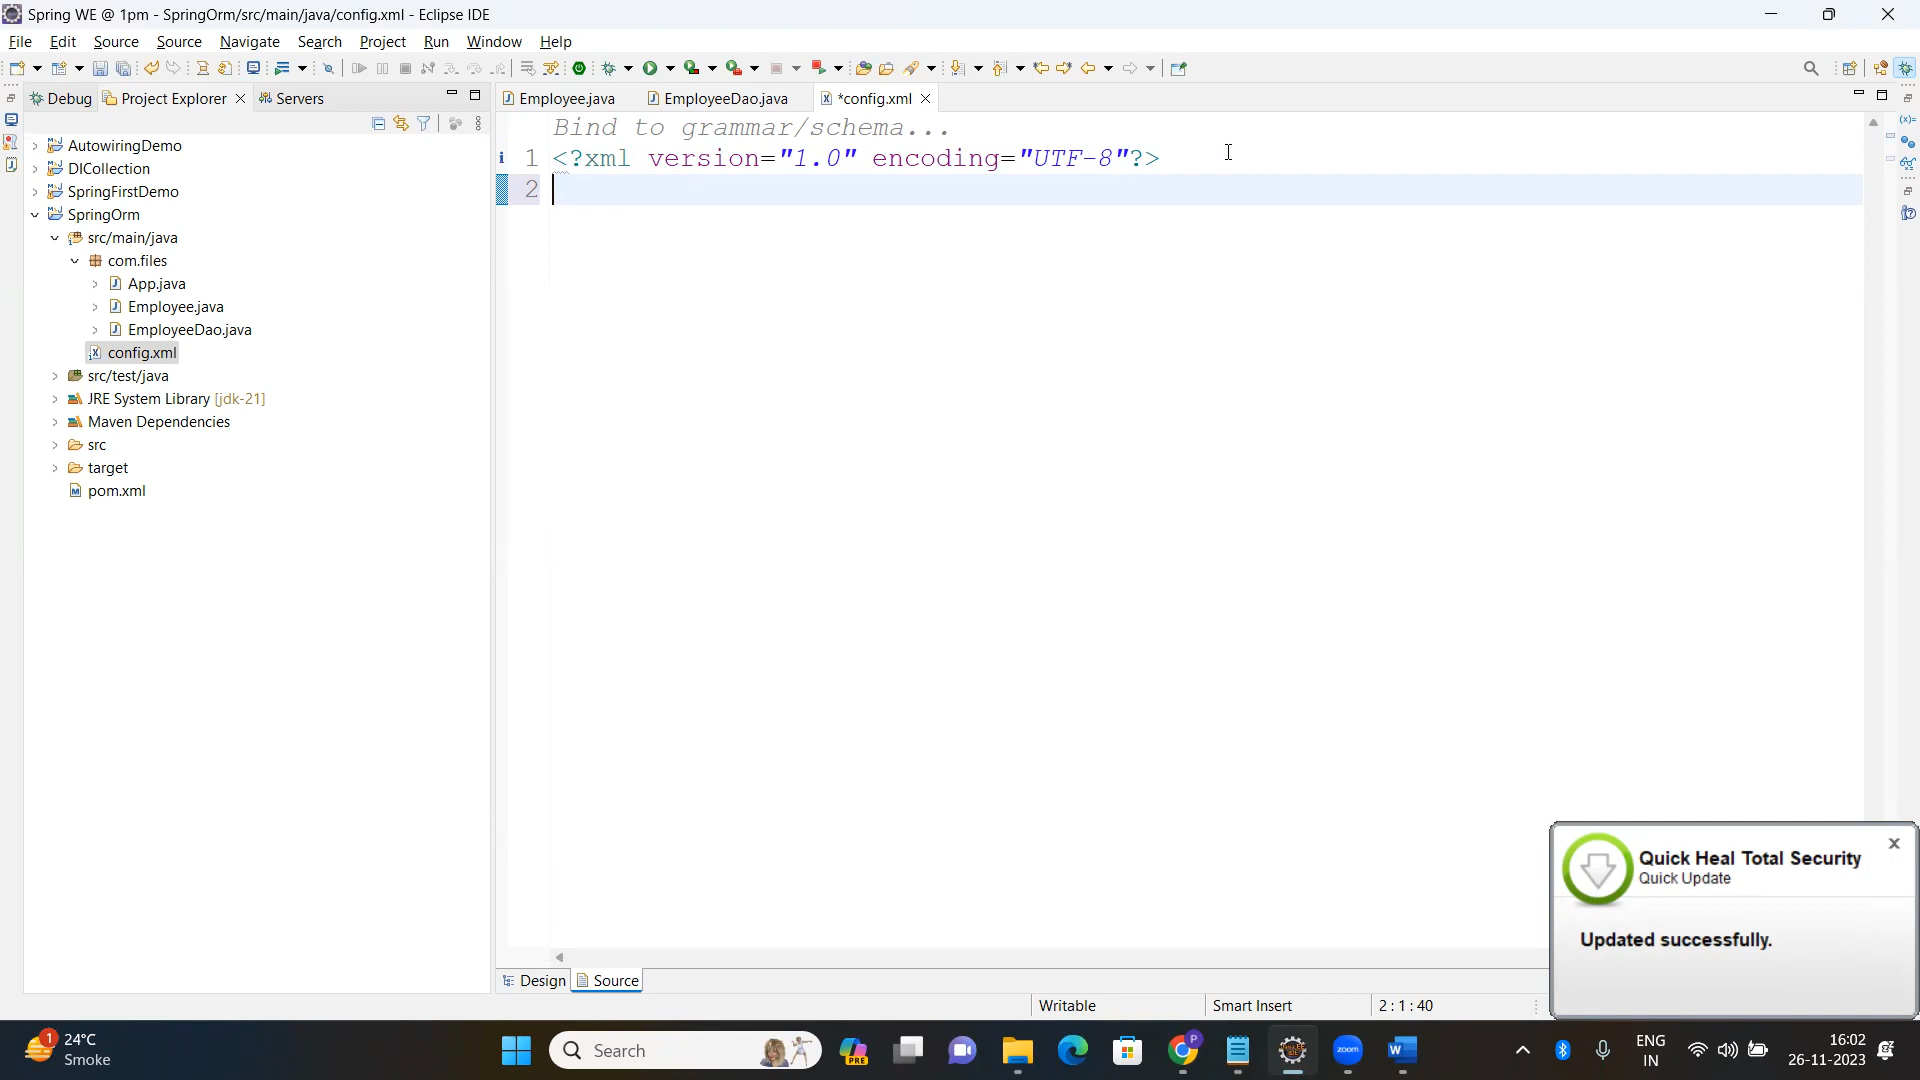 Spring WE @ 1pm - SpringOrm/src/main/java/config.xml - Eclipse IDE
File Edit Source Source Navigate Search Project Run Window Help
Debug Project Explorer Servers
Employee.java EmployeeDao.java *config.xml
AutowiringDemo
DICollection
SpringFirstDemo
SpringOrm
src/main/java
com.files
App.java
Employee.java
EmployeeDao.java
config.xml
src/test/java
JRE System Library [jdk-21]
Maven Dependencies
src
target
pom.xml
Bind to grammar/schema...
1 <?xml version="1.0" encoding="UTF-8"?>
2
Design Source
Writable Smart Insert 2 : 1 : 40
Quick Heal Total Security
Quick Update
Updated successfully.
1 24°C
Smoke
Search
PRE
P
zoom
ENG
IN
16:02
26-11-2023